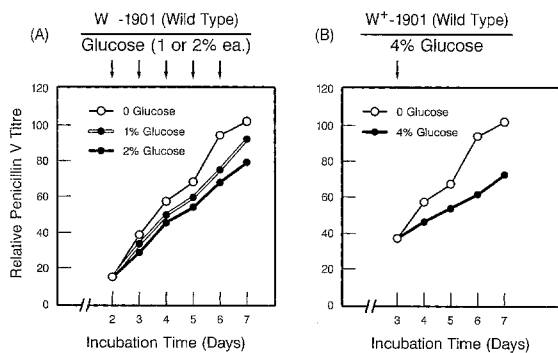 (A)
W -1901 (Wild Type)
Glucose (1 or 2% ea.)
Relative Penicillin V Titre
120
100
80
60
40
20
0
0 Glucose
1% Glucose
2% Glucose
2 3 4 5 6 7
Incubation Time (Days)
(B)
W+-1901 (Wild Type)
4% Glucose
120
100
80
60
40
20
0
0 Glucose
4% Glucose
3 4 5 6 7
Incubation Time (Days)